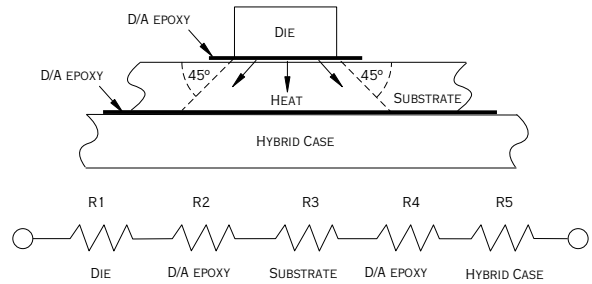 D/A EPOXY
DIE
D/A EPOXY
45°
45°
HEAT
SUBSTRATE
HYBRID CASE
R1 R2 R3 R4 R5
DIE D/A EPOXY SUBSTRATE D/A EPOXY HYBRID CASE